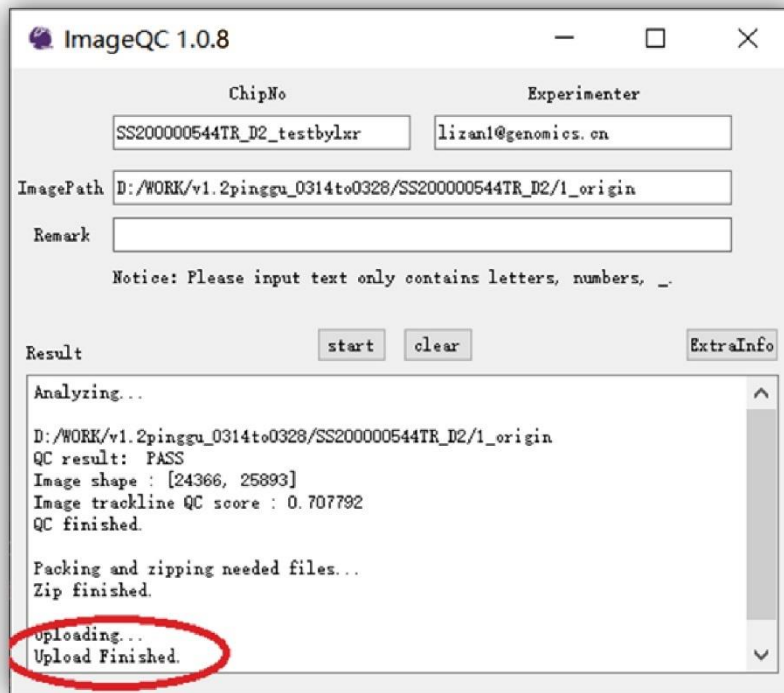 ImageQC 1.0.8
ChipNo Experimenter
SS200000544TR_D2_testbylxr lizan1@genomics.cn
ImagePath D:/WORK/v1.2pinggu_0314to0328/SS200000544TR_D2/1_origin
Remark
Notice: Please input text only contains letters, numbers, _.
Result start clear ExtraInfo
Analyzing...
D:/WORK/v1.2pinggu_0314to0328/SS200000544TR_D2/1_origin
QC result: PASS
Image shape : [24366, 25893]
Image trackline QC score : 0.707792
QC finished.
Packing and zipping needed files...
Zip finished.
Uploading...
Upload Finished.